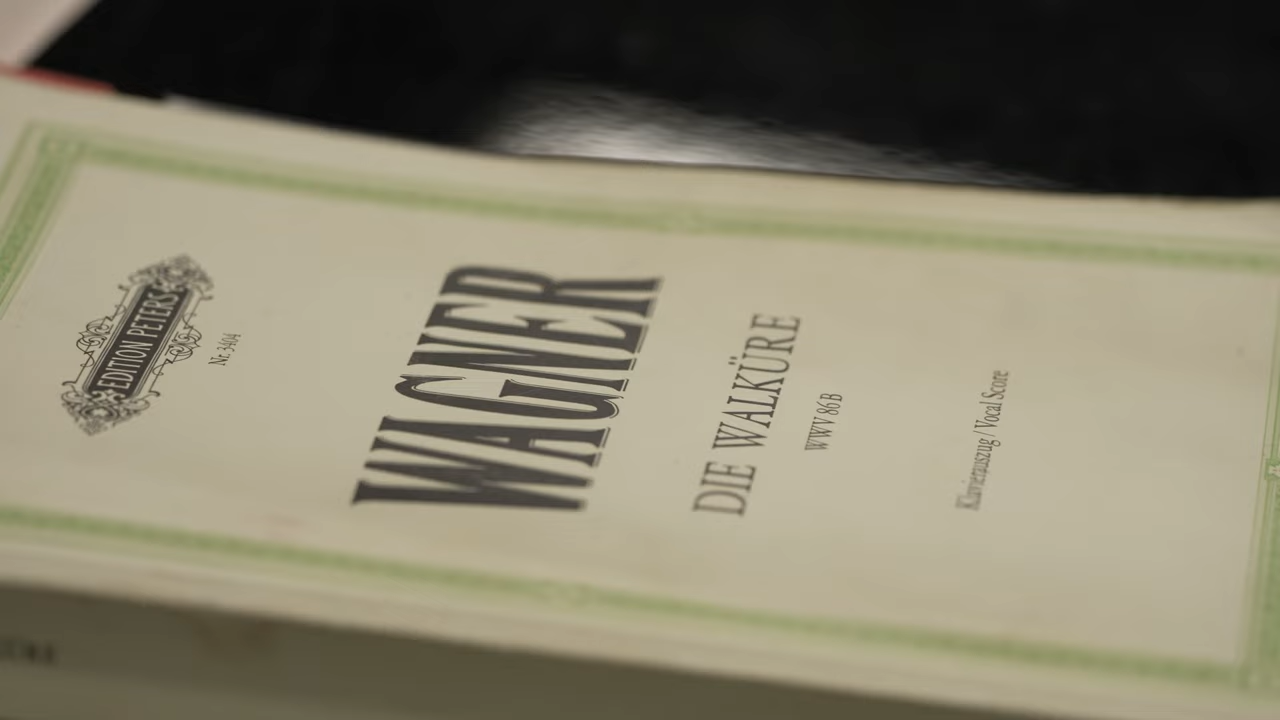 EDITION PETERS
Nr. 3404
WAGNER
DIE WALKÜRE
WWV 86 B
Klavierauszug / Vocal Score